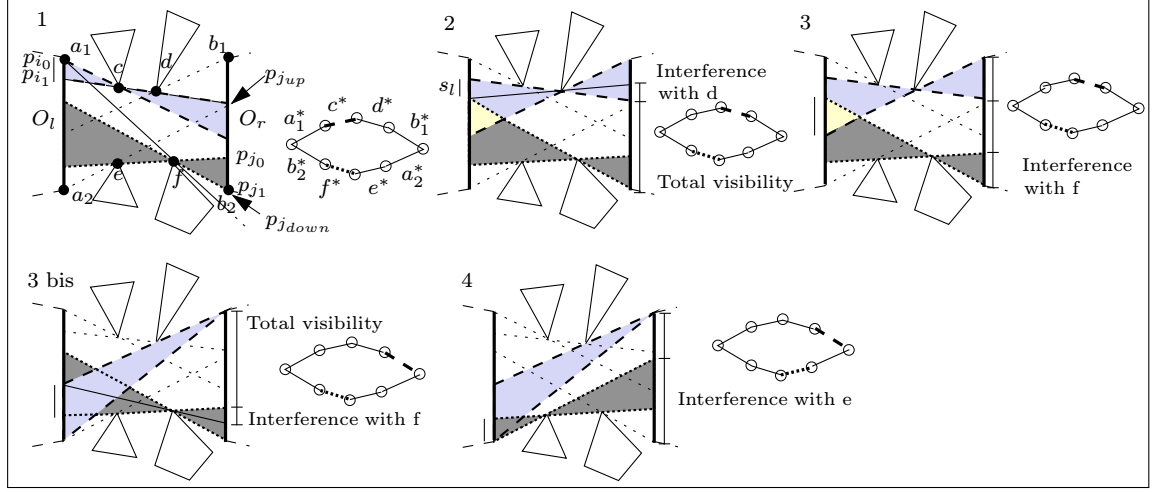 1
a_1
b_1
p_{i_0}
p_{i_1}
c
d
p_{j_{up}}
O_l
O_r
p_{j_0}
e
f
p_{j_1}
a_2
b_2
p_{j_{down}}
c^*
d^*
a_1^*
b_1^*
b_2^*
a_2^*
f^*
e^*
2
s_l
Interference
with d
Total visibility
3
Interference
with f
3 bis
Total visibility
Interference with f
4
Interference with e